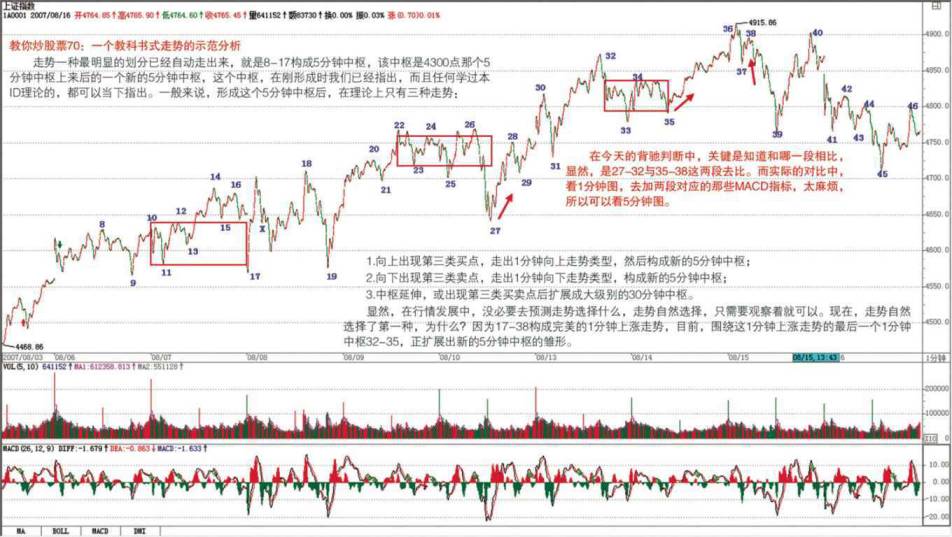 上证指数
1A0001 2007/08/16 开4764.85↑高4765.90↑低4764.60↑收4765.45↑量641152↑额63730↑换0.00% 振0.03% 涨(0.70)0.01%
4915.86
教你炒股票70：一个教科书式走势的示范分析
走势一种最明显的划分已经自动走出来，就是8-17构成5分钟中枢，该中枢是4300点那个5
分钟中枢上来后的一个新的5分钟中枢，这个中枢，在刚形成时我们已经指出，而且任何学过本
ID理论的，都可以当下指出。一般来说，形成这个5分钟中枢后，在理论上只有三种走势：
36 38 40
32 34
30 37
42 44 46
33 35 39 41 43
22 24 26 28
20 31 45
23 25 29
21
18
14 16 27
12
10 15
8 X
13
9 11 17 19
在今天的背驰判断中，关键是知道和哪一段相比，
显然，是27-32与35-38这两段去比。而实际的对比中，
看1分钟图，去加两段对应的那些MACD指标，太麻烦，
所以可以看5分钟图。
1.向上出现第三类买点，走出1分钟向上走势类型，然后构成新的5分钟中枢；
2.向下出现第三类卖点，走出1分钟向下走势类型，构成新的5分钟中枢；
3.中枢延伸，或出现第三类买卖点后扩展成大级别的30分钟中枢。
显然，在行情发展中，没必要去预测走势选择什么，走势自然选择，只需要观察着就可以。现在，走势自然
选择了第一种，为什么？因为17-38构成完美的1分钟上涨走势，目前，围绕这1分钟上涨走势的最后一个1分钟
中枢32-35，正扩展出新的5分钟中枢的雏形。
4900
4850
4800
4750
4700
4650
4600
4550
4500
4468.86
2007/08/03 08/06 08/07 08/08 08/09 08/10 08/13 08/14 08/15 08/15,13:43 6 1分钟
VOL(5,10) 641152↑MA1:612358.813↑MA2:551128↑
200000
100000
X10
MACD(26,12,9) DIFF:-1.679↑DEA:-0.863↓MACD:-1.633↑
10.00
0.00
-10.00
-20.00
MA BOLL MACD DMI